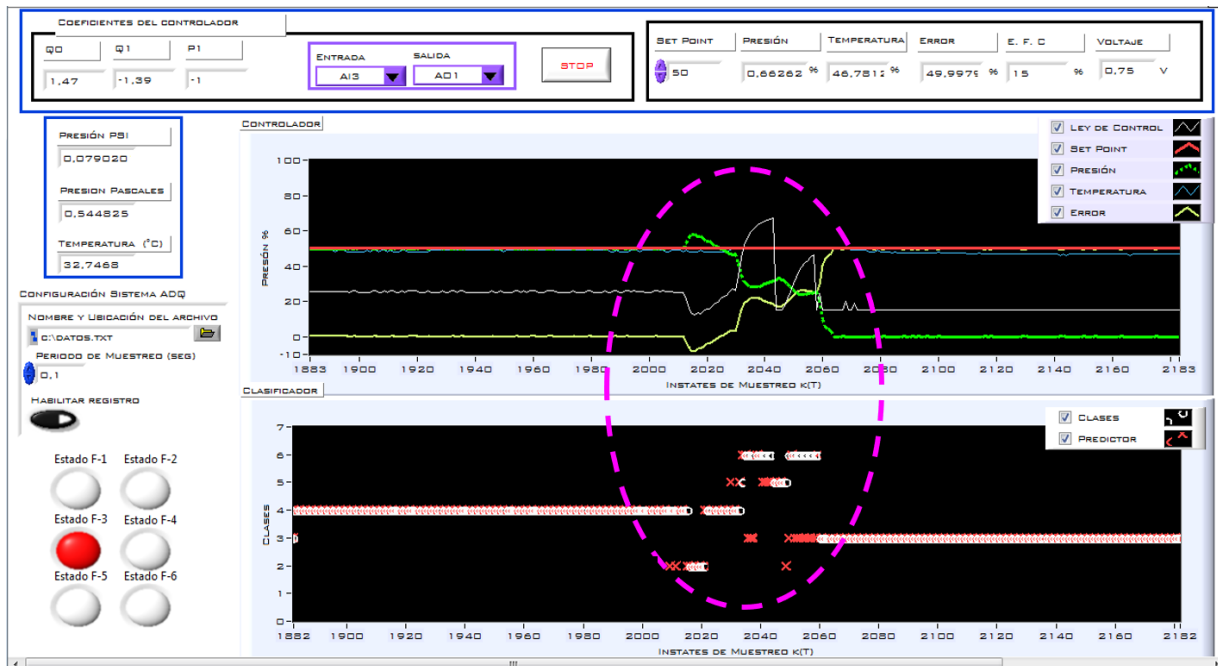 Coeficientes del controlador
Q0
Q1
P1
1,47
-1,39
-1
Entrada
Salida
AI3
AO1
STOP
Set Point
Presión
Temperatura
Error
E. F. C
Voltaje
50
0,66262 %
46,7812 %
49,9979 %
15 %
0,75 V
Presión PSI
0,079020
Presion Pascales
0,544825
Temperatura (°C)
32,7468
Configuración Sistema ADQ
Nombre y Ubicación del archivo
C:\DATOS.TXT
Periodo de Muestreo (seg)
0,1
Habilitar registro
Estado F-1
Estado F-2
Estado F-3
Estado F-4
Estado F-5
Estado F-6
Controlador
Ley de Control
Set Point
Presión
Temperatura
Error
Presón %
100
80
60
40
20
0
-10
1883 1900 1920 1940 1960 1980 2000 2020 2040 2060 2080 2100 2120 2140 2160 2183
Instates de Muestreo k(T)
Clasificador
Clases
Predictor
Clases
7
6
5
4
3
2
1
0
1882 1900 1920 1940 1960 1980 2000 2020 2040 2060 2080 2100 2120 2140 2160 2182
Instates de Muestreo k(T)